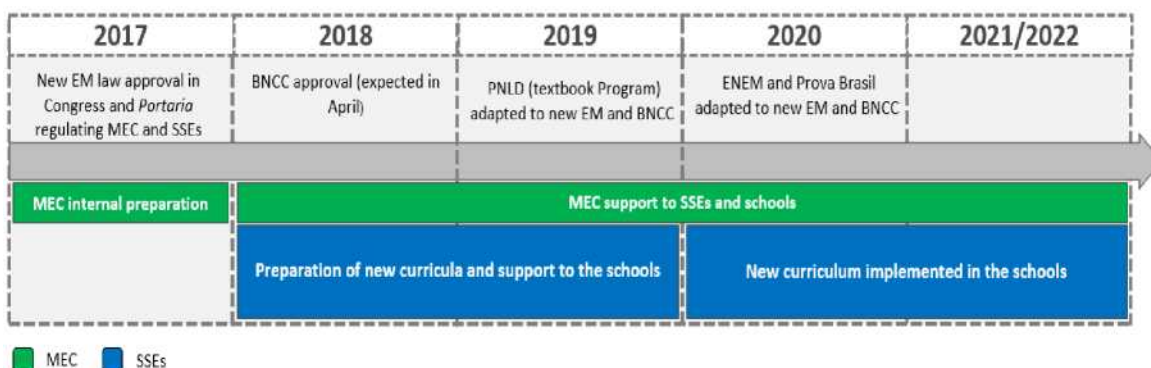 2017
2018
2019
2020
2021/2022
New EM law approval in
Congress and Portaria
regulating MEC and SSEs
BNCC approval (expected in
April)
PNLD (textbook Program)
adapted to new EM and BNCC
ENEM and Prova Brasil
adapted to new EM and BNCC
MEC internal preparation
MEC support to SSEs and schools
Preparation of new curricula and support to the schools
New curriculum implemented in the schools
MEC
SSEs